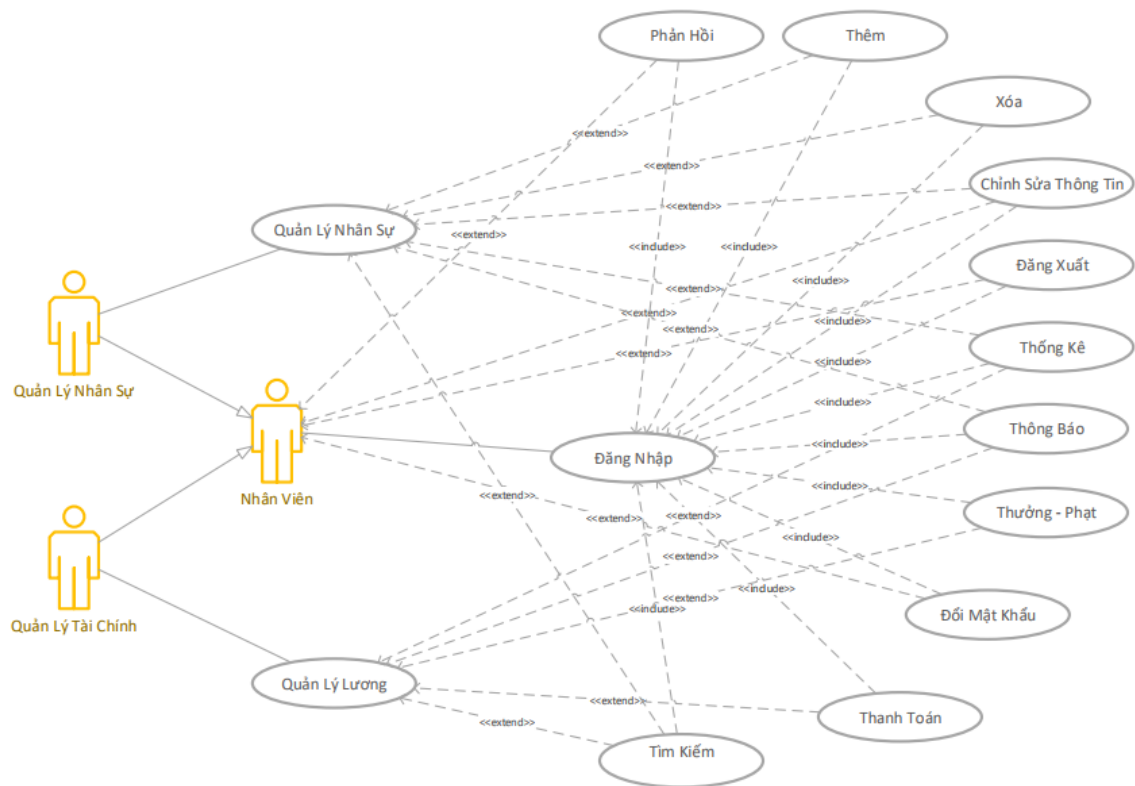 Phản Hồi
Thêm
Xóa
<<extend>>
<<extend>>
Chỉnh Sửa Thông Tin
<<extend>>
Quản Lý Nhân Sự
<<extend>>
<<include>>
<<include>>
Đăng Xuất
<<include>>
<<extend>>
<<extend>>
<<include>>
<<extend>>
Thống Kê
<<extend>>
Quản Lý Nhân Sự
<<include>>
Thông Báo
<<include>>
Đăng Nhập
Nhân Viên
<<extend>>
Thưởng - Phạt
<<extend>>
<<extend>>
<<include>>
<<extend>>
<<include>>
<<extend>>
<<include>>
Đổi Mật Khẩu
Quản Lý Tài Chính
Quản Lý Lương
<<extend>>
Thanh Toán
<<extend>>
Tìm Kiếm